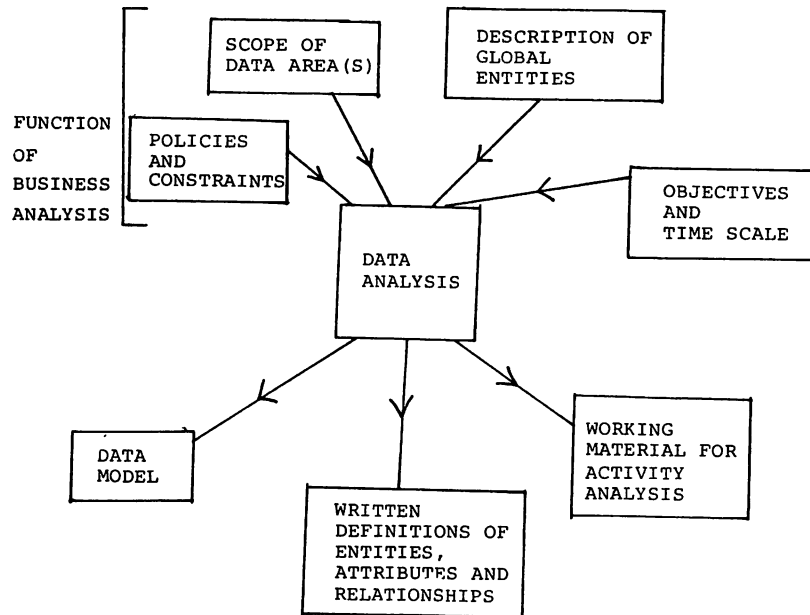 SCOPE OF
DATA AREA(S)
DESCRIPTION OF
GLOBAL
ENTITIES
FUNCTION
OF
BUSINESS
ANALYSIS
POLICIES
AND
CONSTRAINTS
OBJECTIVES
AND
TIME SCALE
DATA
ANALYSIS
DATA
MODEL
WRITTEN
DEFINITIONS OF
ENTITIES,
ATTRIBUTES AND
RELATIONSHIPS
WORKING
MATERIAL FOR
ACTIVITY
ANALYSIS